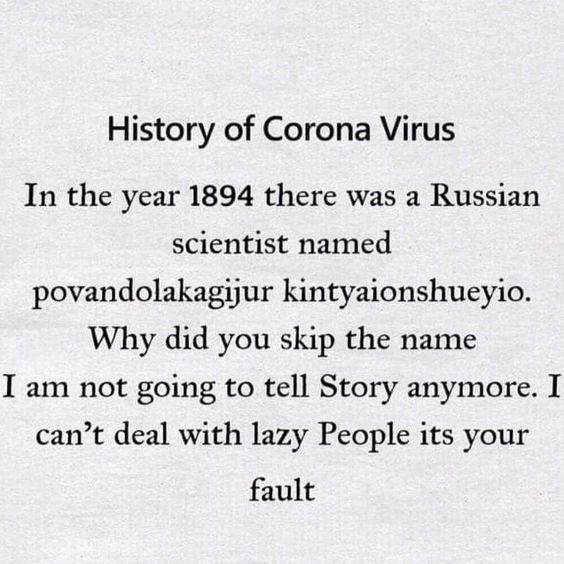 History of Corona Virus
In the year 1894 there was a Russian
scientist named
povandolakagijur kintyaionshueyio.
Why did you skip the name
I am not going to tell Story anymore. I
can't deal with lazy People its your
fault